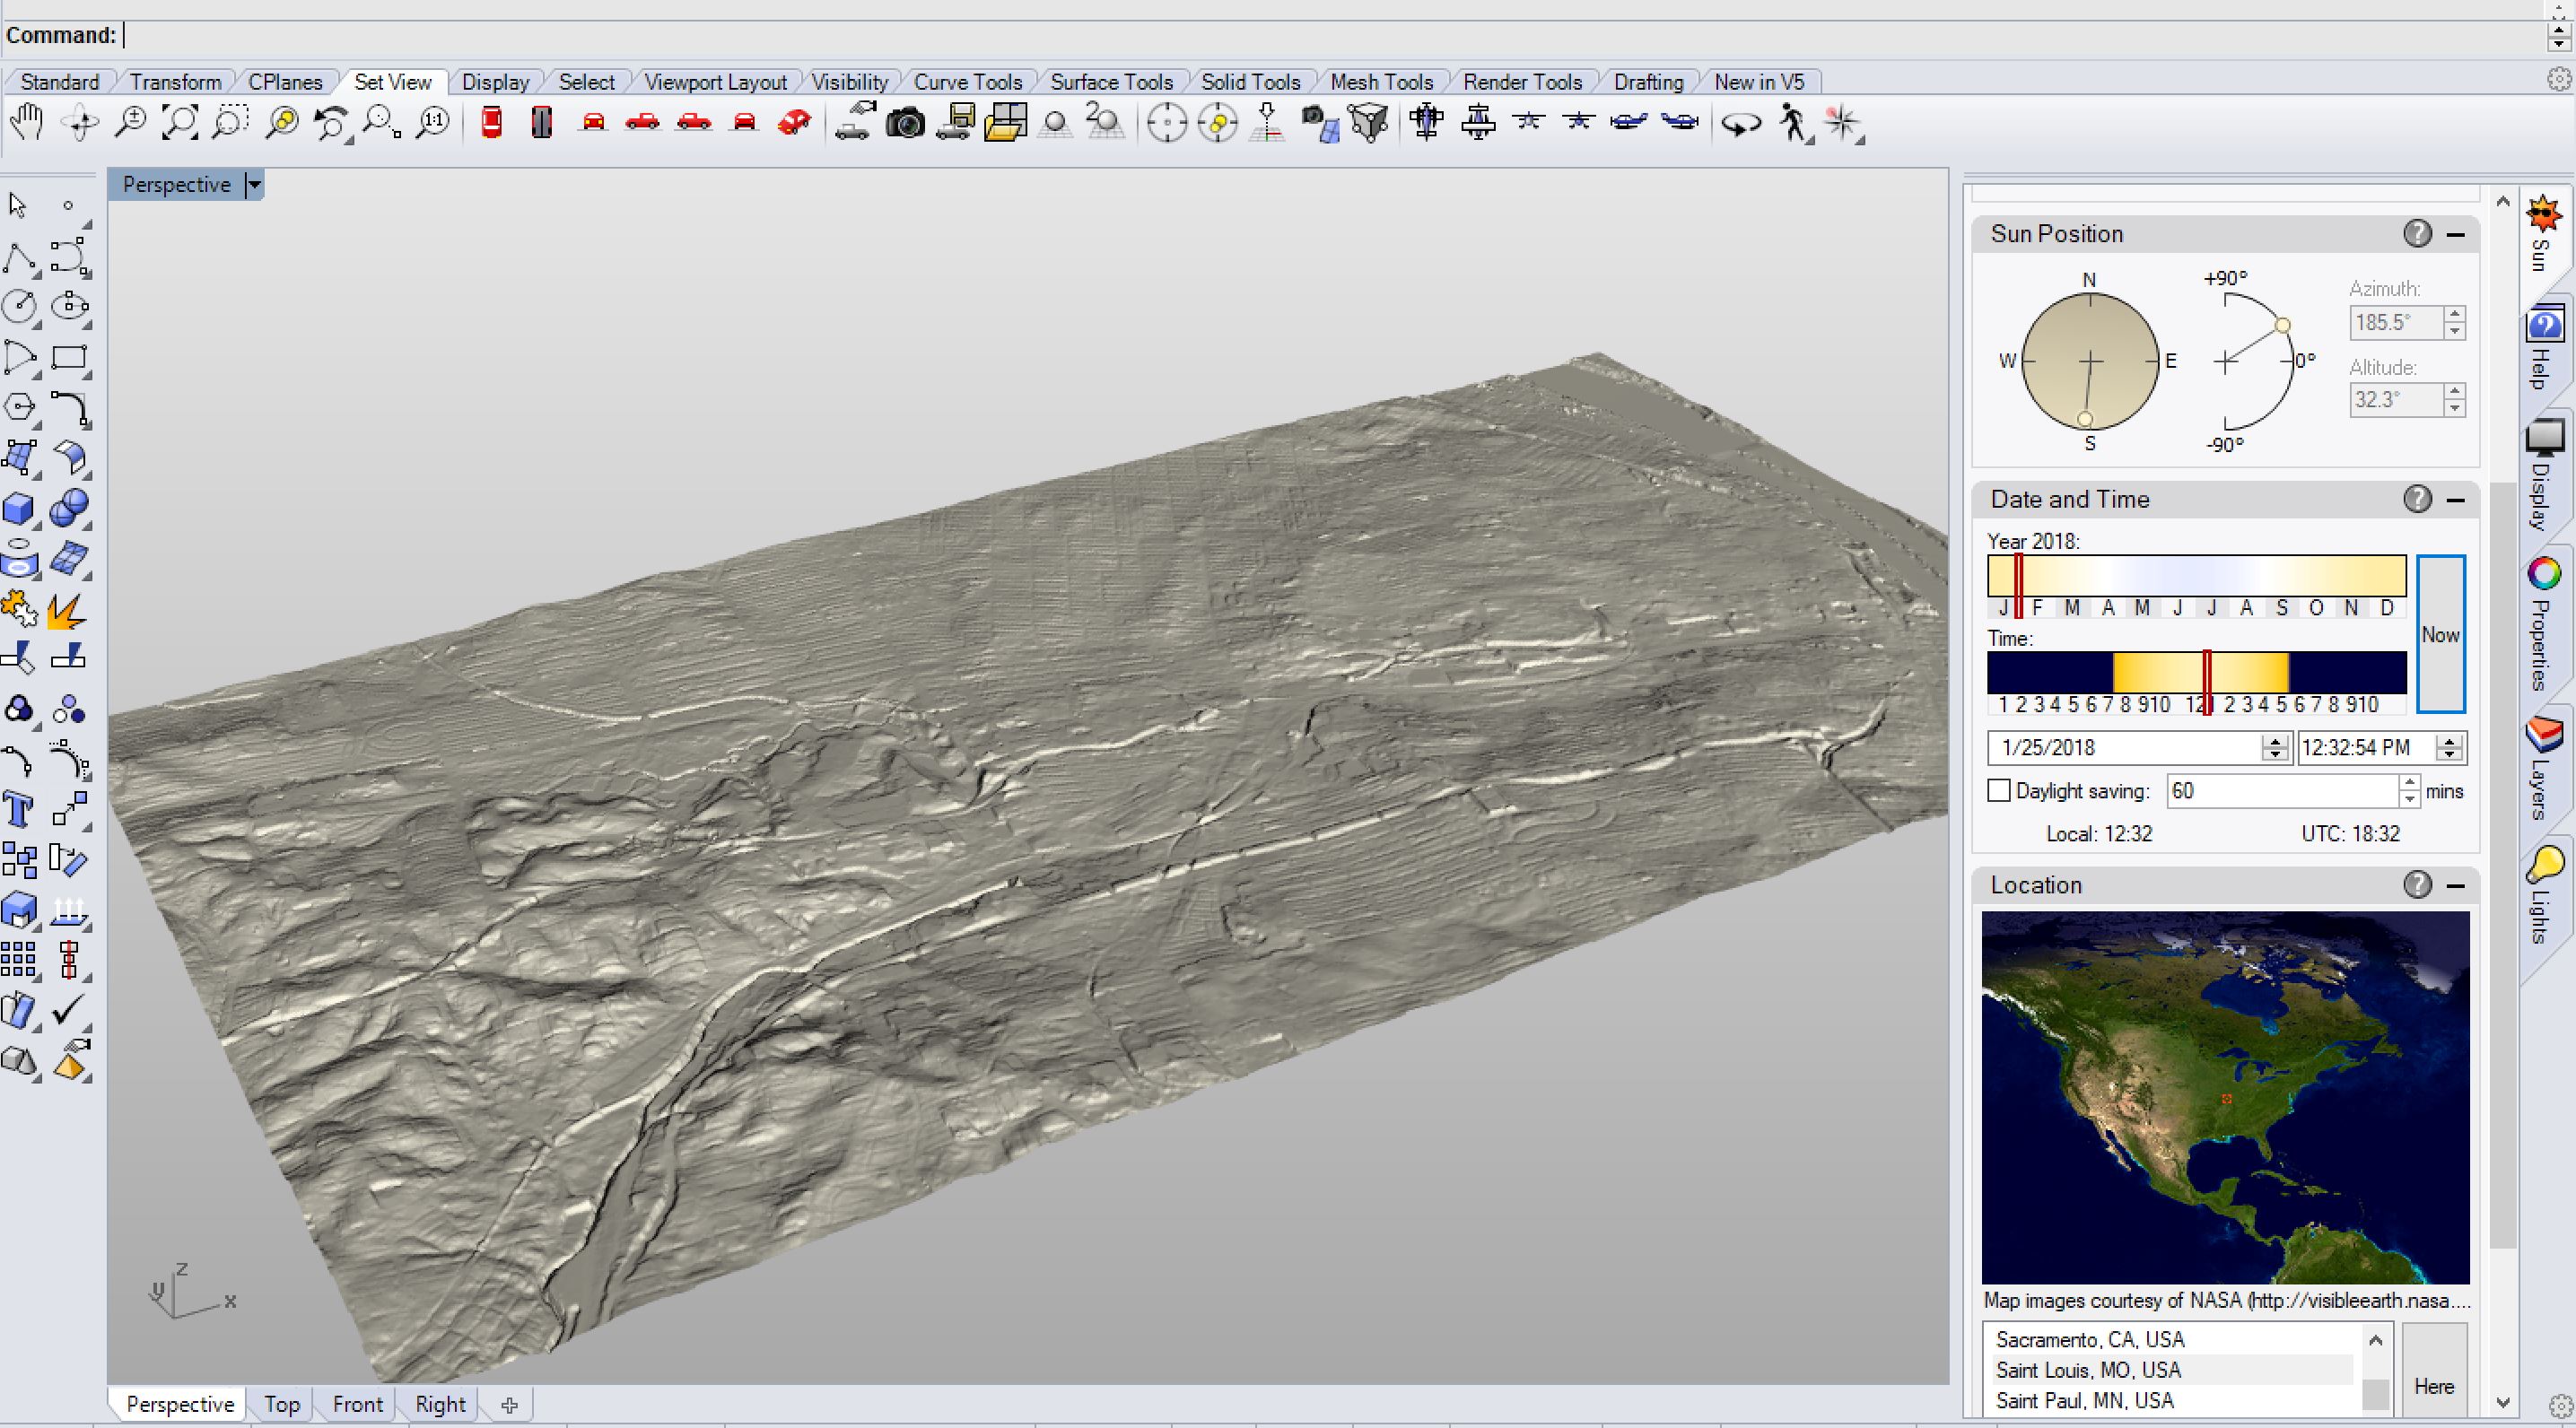 Command:
Standard Transform CPlanes Set View Display Select Viewport Layout Visibility Curve Tools Surface Tools Solid Tools Mesh Tools Render Tools Drafting New in V5
1:1
2
Perspective
Sun Position
N
W E
S
+90°
0°
-90°
Azimuth:
185.5°
Altitude:
32.3°
Date and Time
Year 2018:
J F M A M J J A S O N D
Now
Time:
1 2 3 4 5 6 7 8 9 10 12 2 3 4 5 6 7 8 9 10
1/25/2018 12:32:54 PM
Daylight saving: 60 mins
Local: 12:32 UTC: 18:32
Location
Map images courtesy of NASA (http://visibleearth.nasa....
Sacramento, CA, USA
Saint Louis, MO, USA
Saint Paul, MN, USA
Here
Sun
Help
Display
Properties
Layers
Lights
z
y
x
Perspective Top Front Right